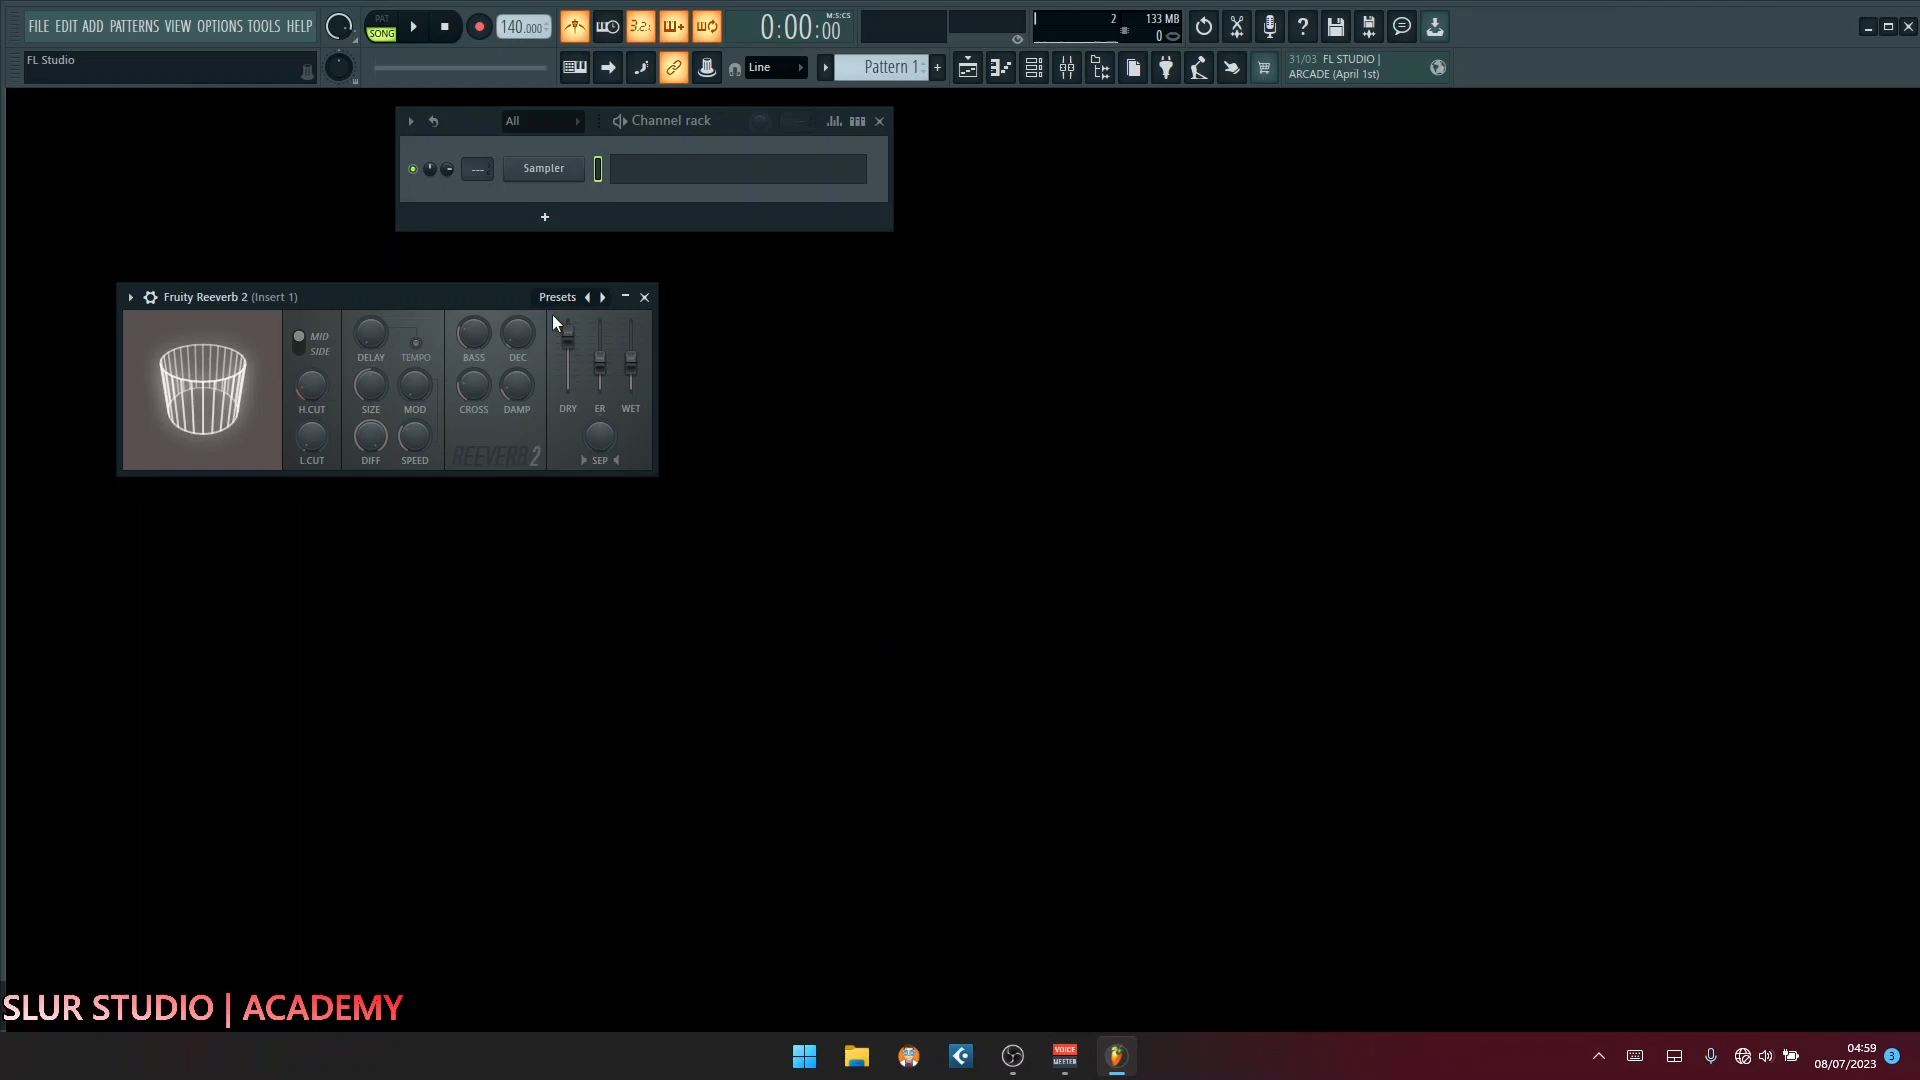 FILE EDIT ADD PATTERNS VIEW OPTIONS TOOLS HELP
PAT
SONG
140.000
3.2.:
M:S:CS
0:00:00
2
133 MB
0
FL Studio
Line
Pattern 1
+
31/03 FL STUDIO |
ARCADE (April 1st)
All
Channel rack
---
Sampler
+
Fruity Reeverb 2 (Insert 1)
Presets
MID
SIDE
H.CUT
L.CUT
DELAY
TEMPO
SIZE
MOD
DIFF
SPEED
BASS
DEC
CROSS
DAMP
REEVERB 2
DRY
ER
WET
SEP
SLUR STUDIO | ACADEMY
VOICE
MEETER
04:59
08/07/2023
3